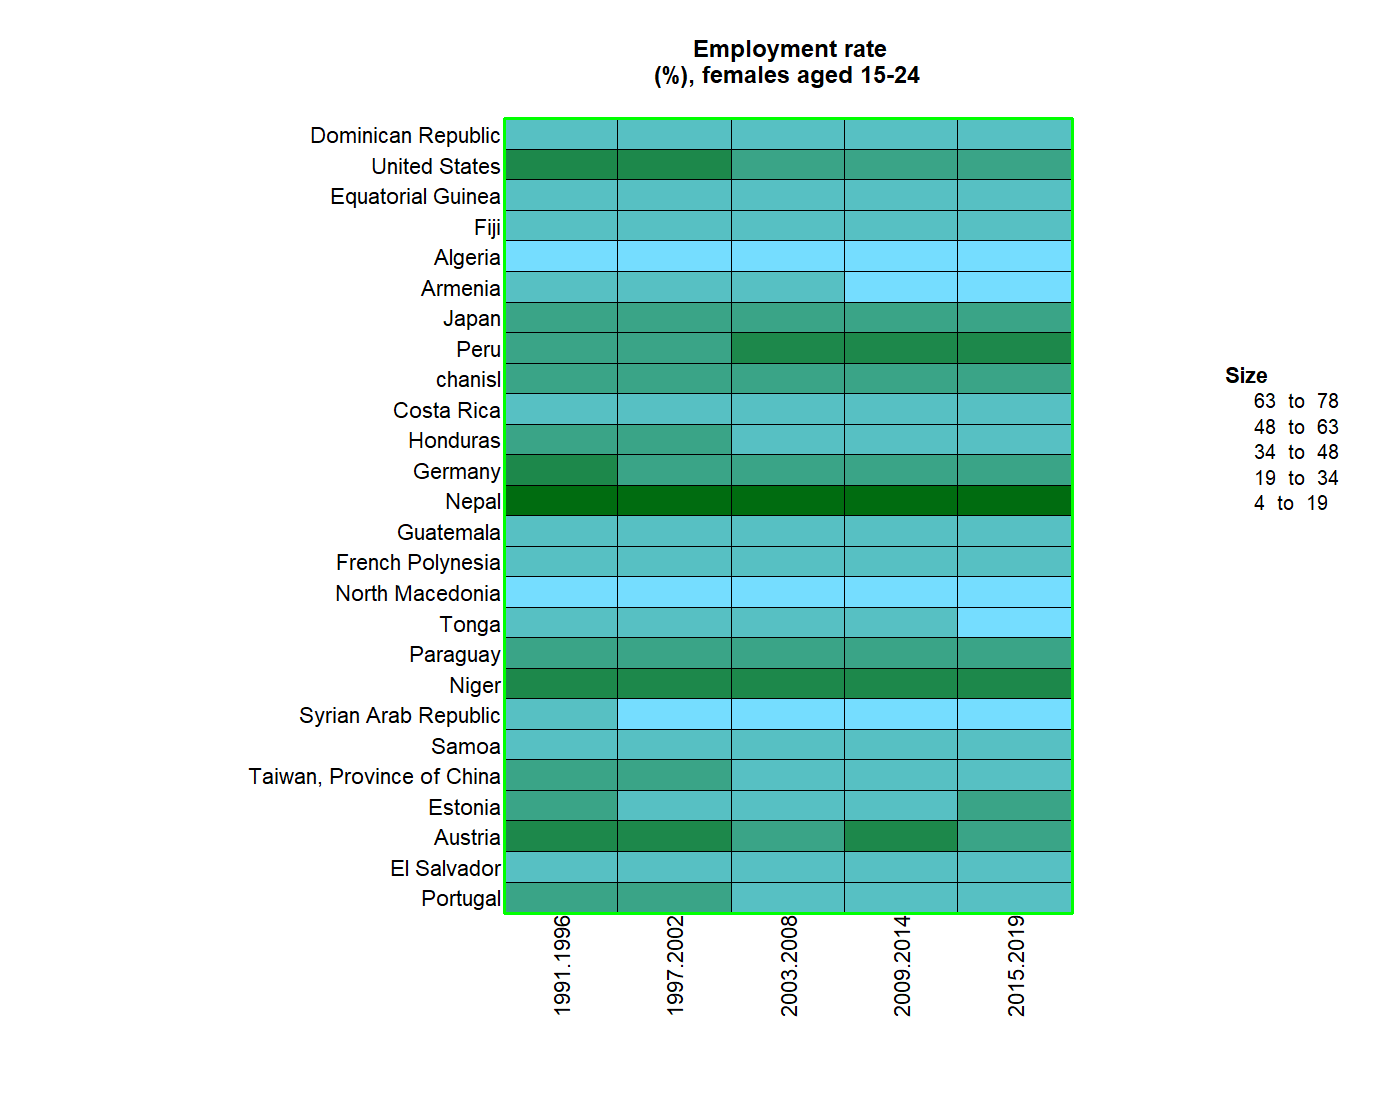 Employment rate
(%), females aged 15-24
Dominican Republic
United States
Equatorial Guinea
Fiji
Algeria
Armenia
Japan
Peru
chanisl
Costa Rica
Honduras
Germany
Nepal
Guatemala
French Polynesia
North Macedonia
Tonga
Paraguay
Niger
Syrian Arab Republic
Samoa
Taiwan, Province of China
Estonia
Austria
El Salvador
Portugal
1991.1996
1997.2002
2003.2008
2009.2014
2015.2019
Size
63 to 78
48 to 63
34 to 48
19 to 34
4 to 19